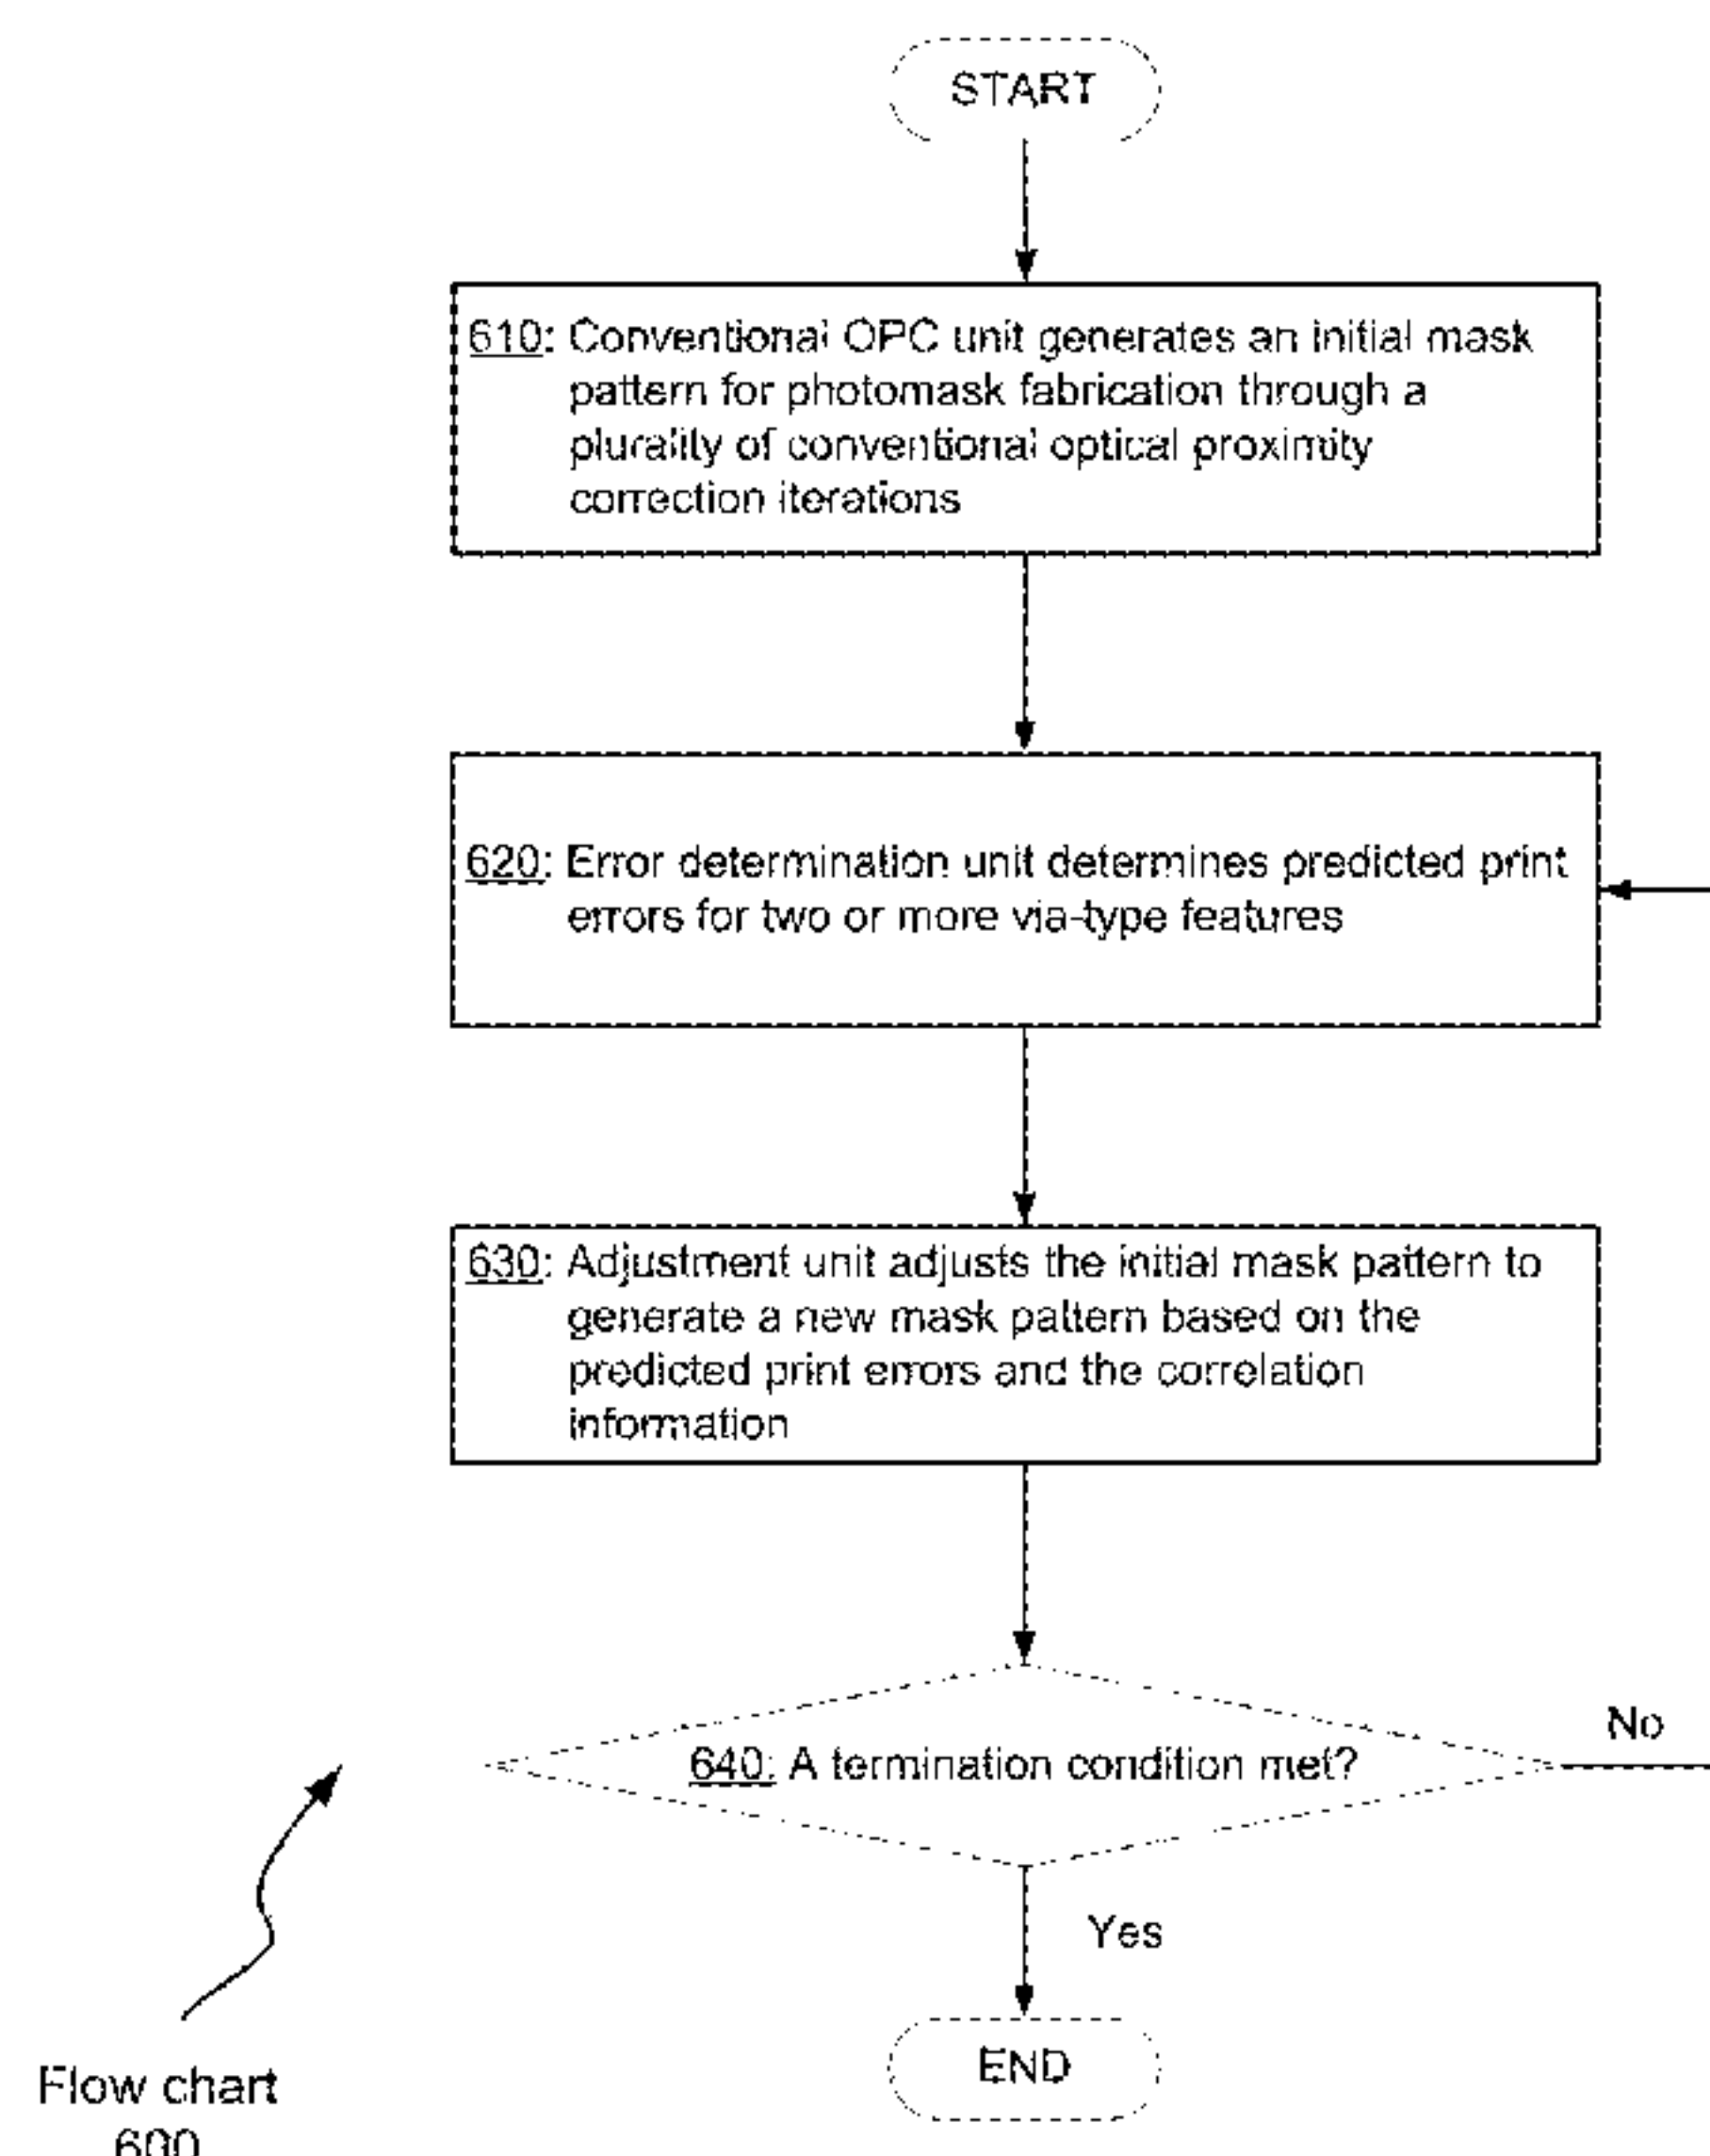 START
610: Conventional OPC unit generates an initial mask
pattern for photomask fabrication through a
plurality of conventional optical proximity
correction iterations
620: Error determination unit determines predicted print
errors for two or more via-type features
630: Adjustment unit adjusts the initial mask pattern to
generate a new mask pattern based on the
predicted print errors and the correlation
information
640: A termination condition met?
No
Yes
END
Flow chart
600